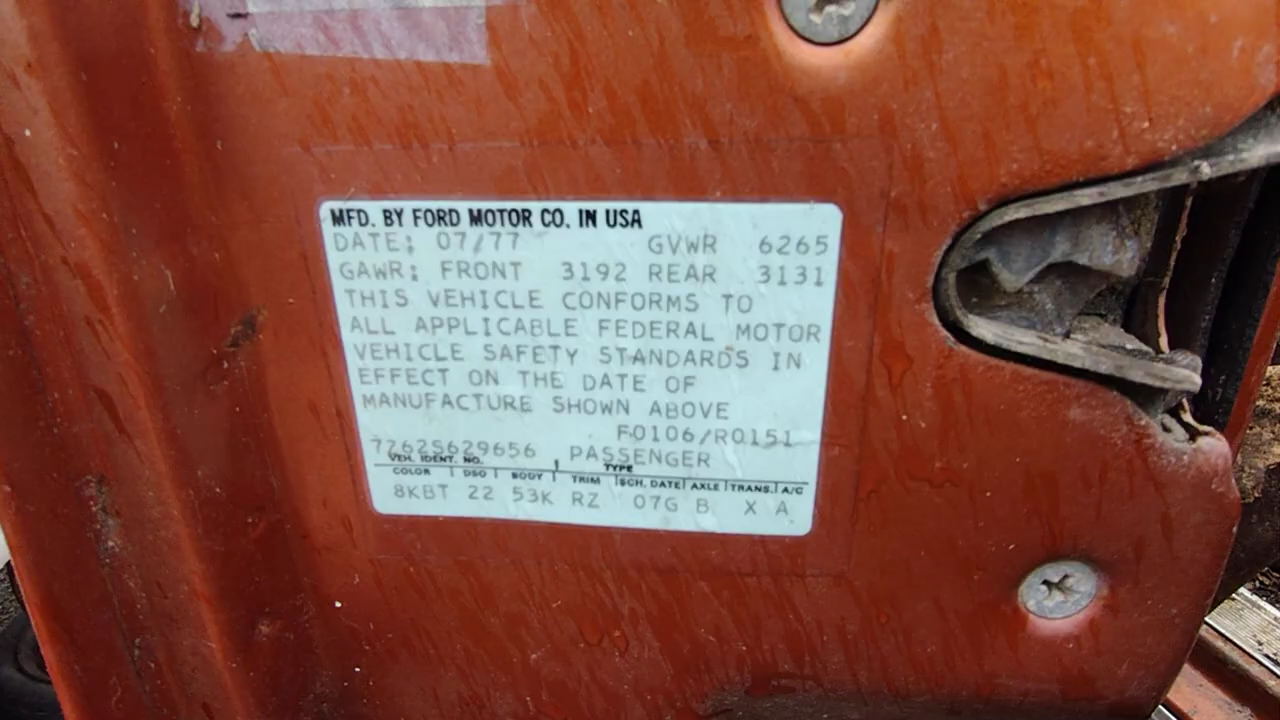 MFD. BY FORD MOTOR CO. IN USA
DATE: 07/77 GVWR 6265
GAWR: FRONT 3192 REAR 3131
THIS VEHICLE CONFORMS TO
ALL APPLICABLE FEDERAL MOTOR
VEHICLE SAFETY STANDARDS IN
EFFECT ON THE DATE OF
MANUFACTURE SHOWN ABOVE
F0106/R0151
7Z62S629656 PASSENGER
VEH. IDENT. NO. TYPE
COLOR DSO BODY TRIM SCH. DATE AXLE TRANS. A/C
8KBT 22 53K RZ 07G B X A